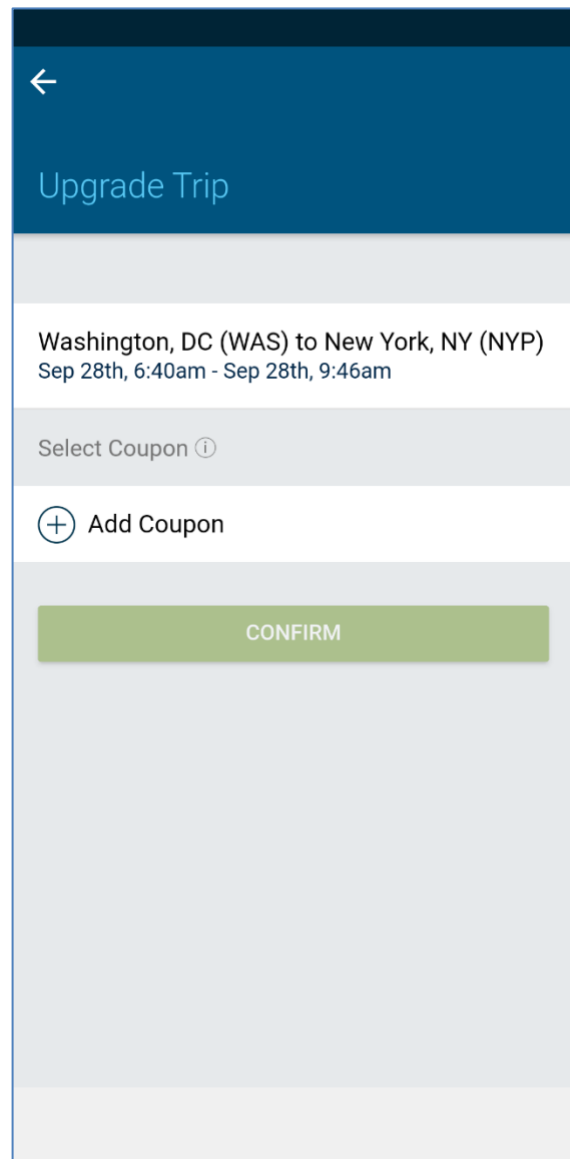 Upgrade Trip
Washington, DC (WAS) to New York, NY (NYP)
Sep 28th, 6:40am - Sep 28th, 9:46am
Select Coupon
Add Coupon
CONFIRM